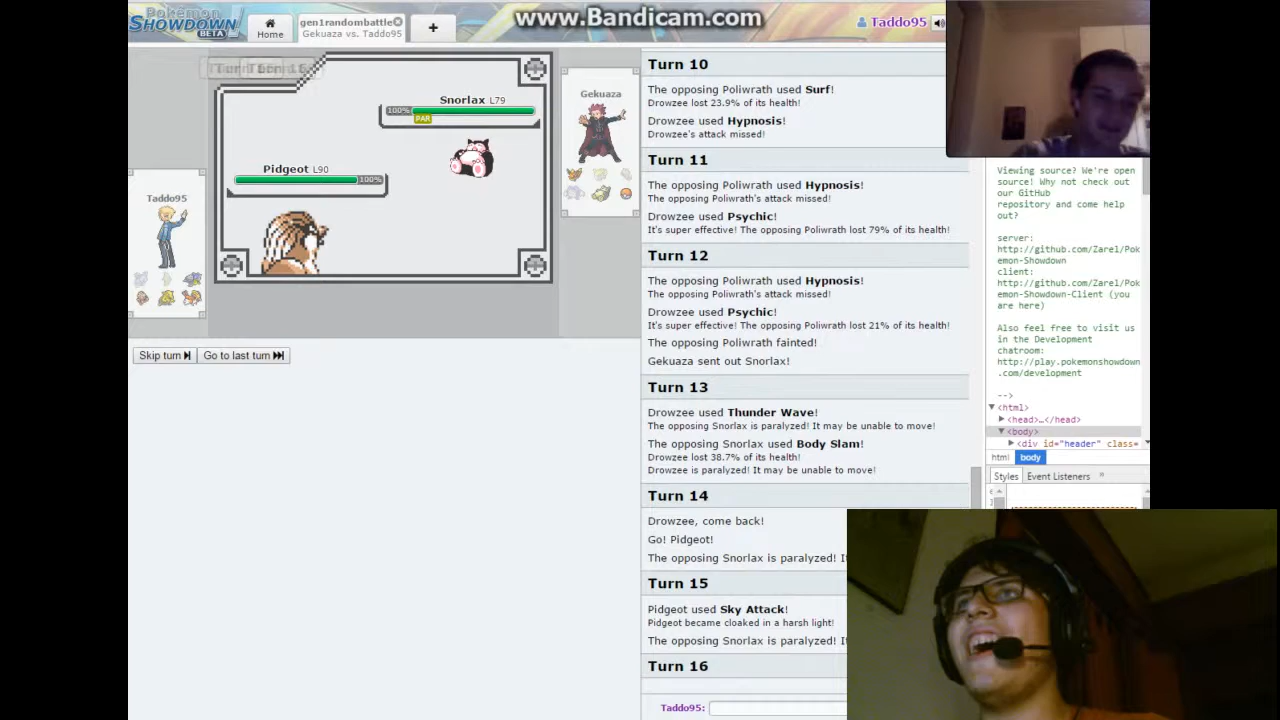 www.Bandicam.com
Pokémon
SHOWDOWN!
BETA
Home
gen1randombattle
Gekuaza vs. Taddo95
+
Taddo95
Snorlax L79
100%
PAR
Pidgeot L90
100%
Gekuaza
Taddo95
Skip turn
Go to last turn
Turn 10
The opposing Poliwrath used Surf!
Drowzee lost 23.9% of its health!
Drowzee used Hypnosis!
Drowzee's attack missed!
Turn 11
The opposing Poliwrath used Hypnosis!
The opposing Poliwrath's attack missed!
Drowzee used Psychic!
It's super effective! The opposing Poliwrath lost 79% of its health!
Turn 12
The opposing Poliwrath used Hypnosis!
The opposing Poliwrath's attack missed!
Drowzee used Psychic!
It's super effective! The opposing Poliwrath lost 21% of its health!
The opposing Poliwrath fainted!
Gekuaza sent out Snorlax!
Turn 13
Drowzee used Thunder Wave!
The opposing Snorlax is paralyzed! It may be unable to move!
The opposing Snorlax used Body Slam!
Drowzee lost 38.7% of its health!
Drowzee is paralyzed! It may be unable to move!
Turn 14
Drowzee, come back!
Go! Pidgeot!
The opposing Snorlax is paralyzed!
Turn 15
Pidgeot used Sky Attack!
Pidgeot became cloaked in a harsh light!
The opposing Snorlax is paralyzed!
Turn 16
Taddo95:
Viewing source? We're open
source! Why not check out
our GitHub
repository and come help
out?
server:
http://github.com/Zarel/Pok
emon-Showdown
client:
http://github.com/Zarel/Pok
emon-Showdown-Client (you
are here)
Also feel free to visit us
in the Development
chatroom:
http://play.pokemonshowdown
.com/development
-->
<html>
<head>…</head>
<body>
<div id="header" class=
html body
Styles Event Listeners »